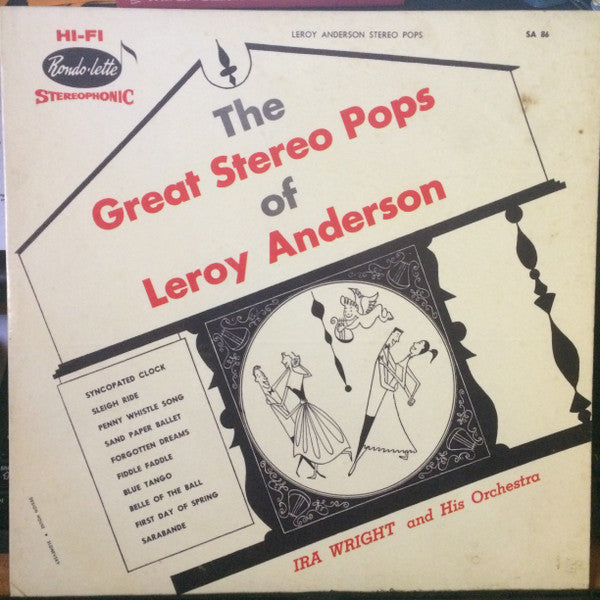 HI-FI
Rondo-lette
STEREOPHONIC
LEROY ANDERSON STEREO POPS
SA 86
The
Great Stereo Pops
of
Leroy Anderson
SYNCOPATED CLOCK
SLEIGH RIDE
PENNY WHISTLE SONG
SAND PAPER BALLET
FORGOTTEN DREAMS
FIDDLE FADDLE
BLUE TANGO
BELLE OF THE BALL
FIRST DAY OF SPRING
SARABANDE
IRA WRIGHT and His Orchestra